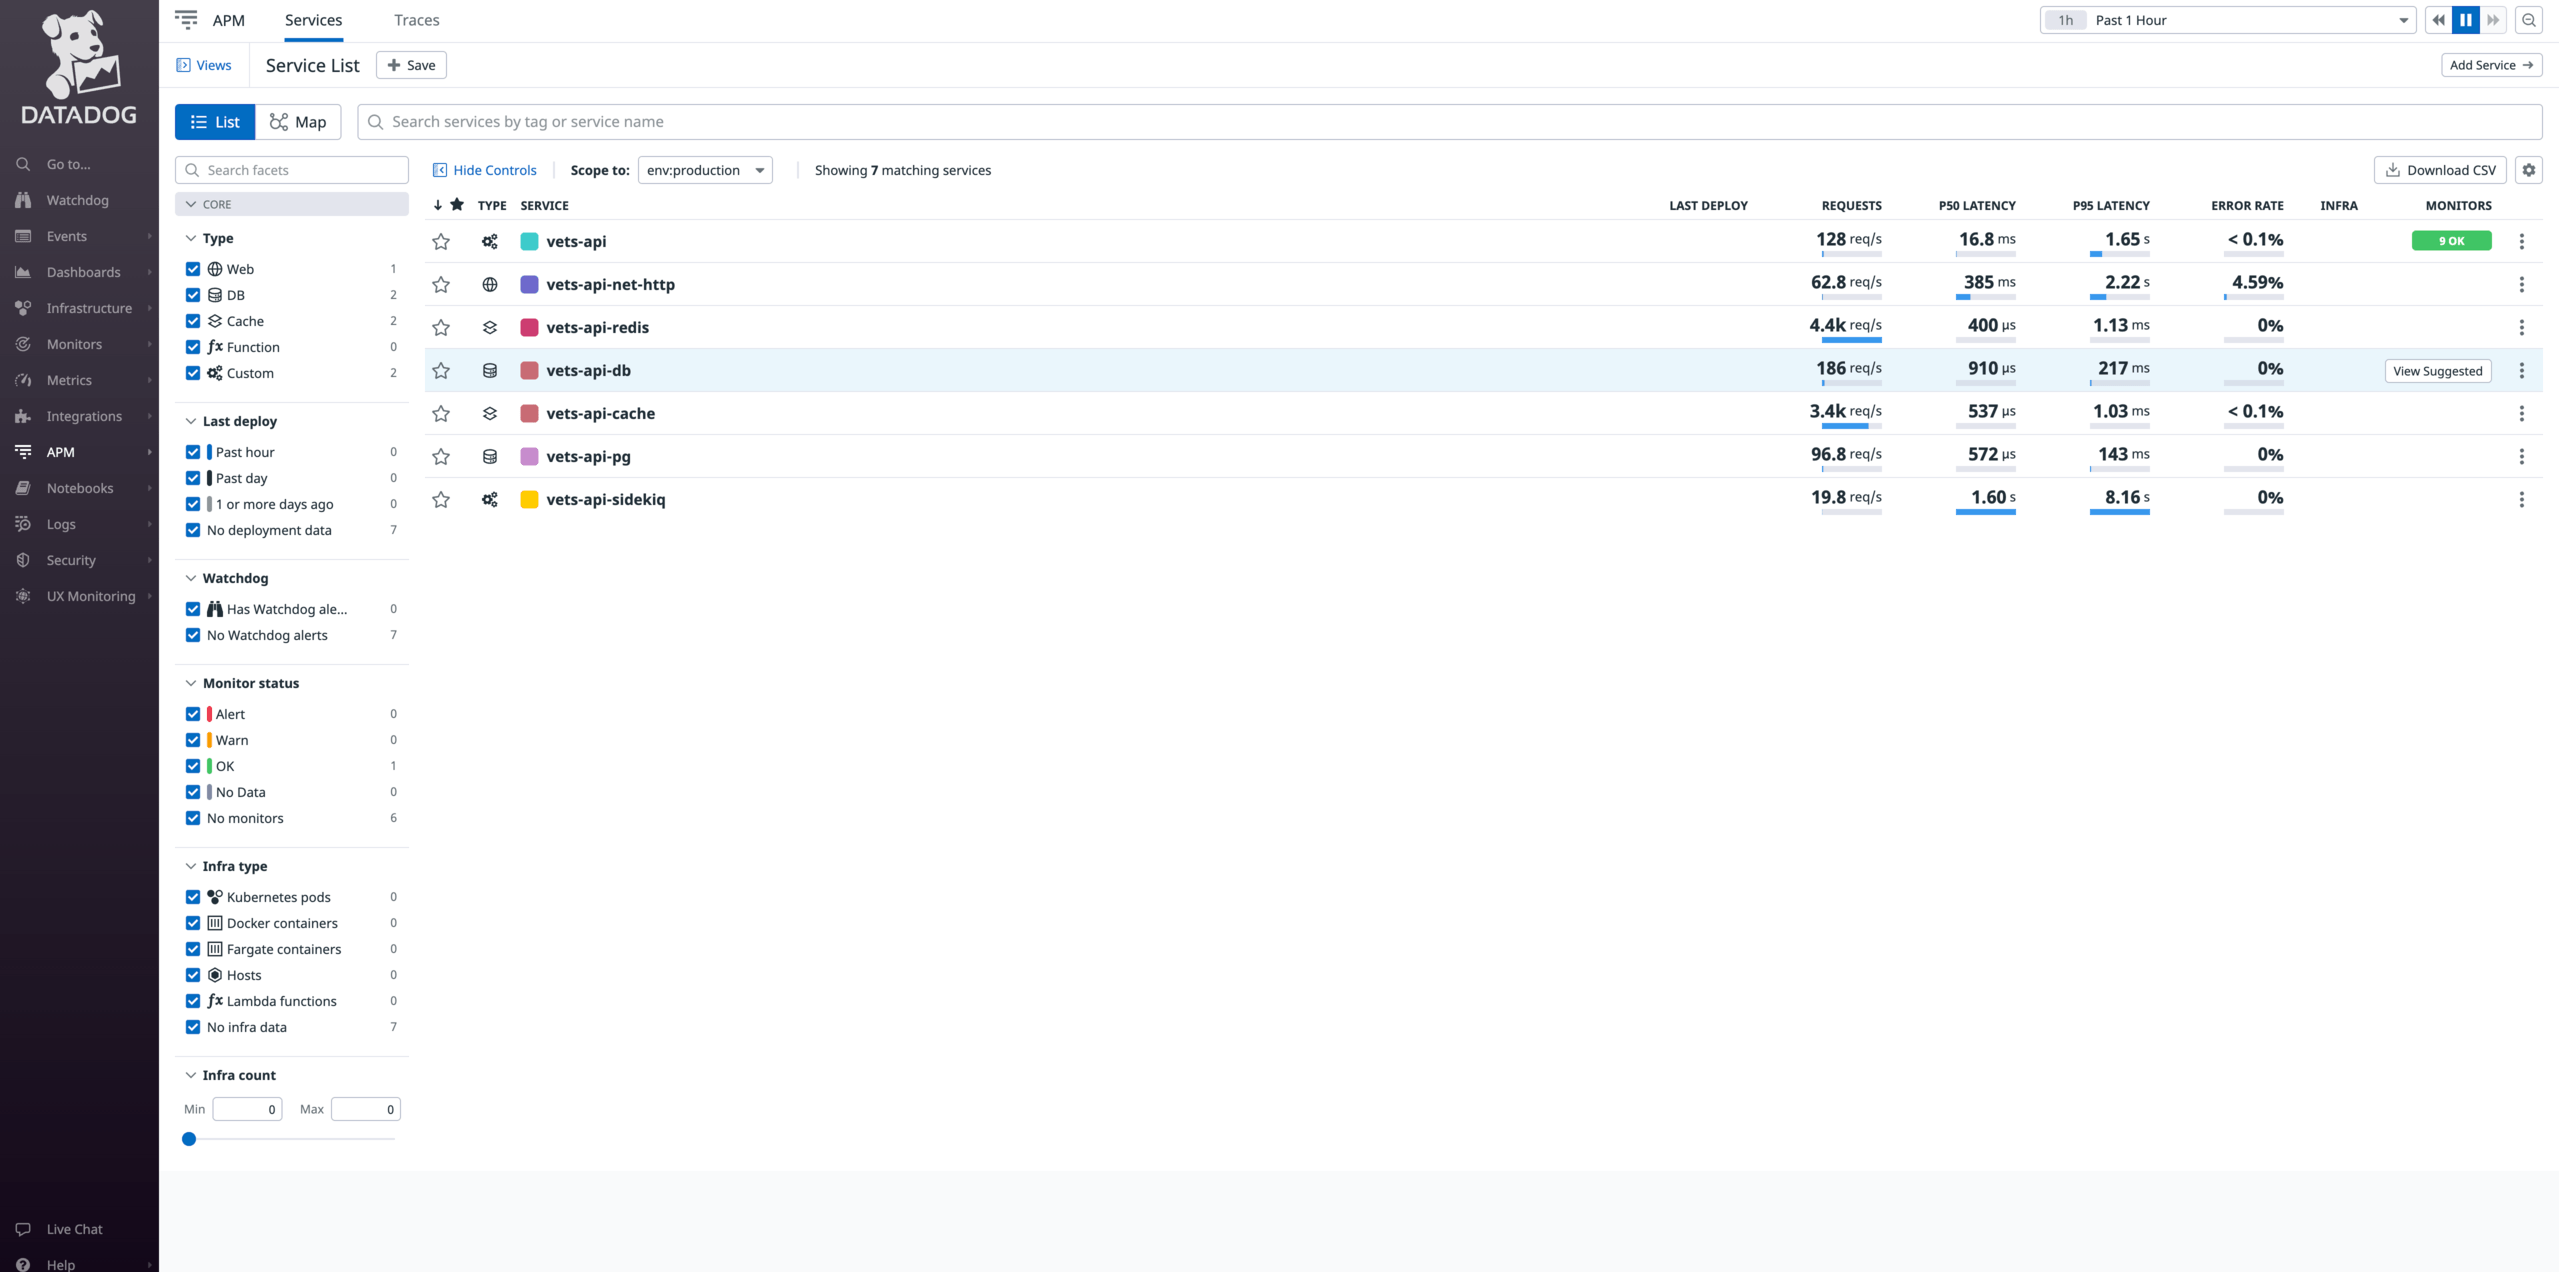 DATADOG
Go to...
Watchdog
Events
Dashboards
Infrastructure
Monitors
Metrics
Integrations
APM
Notebooks
Logs
Security
UX Monitoring
Live Chat
Help
APM Services Traces
1h Past 1 Hour
Views Service List + Save
Add Service →
List Map Search services by tag or service name
Search facets
CORE
Type
Web 1
DB 2
Cache 2
Function 0
Custom 2
Last deploy
Past hour 0
Past day 0
1 or more days ago 0
No deployment data 7
Watchdog
Has Watchdog ale... 0
No Watchdog alerts 7
Monitor status
Alert 0
Warn 0
OK 1
No Data 0
No monitors 6
Infra type
Kubernetes pods 0
Docker containers 0
Fargate containers 0
Hosts 0
Lambda functions 0
No infra data 7
Infra count
Min 0 Max 0
Hide Controls Scope to: env:production Showing 7 matching services Download CSV
TYPE SERVICE LAST DEPLOY REQUESTS P50 LATENCY P95 LATENCY ERROR RATE INFRA MONITORS
vets-api 128 req/s 16.8 ms 1.65 s < 0.1% 9 OK
vets-api-net-http 62.8 req/s 385 ms 2.22 s 4.59%
vets-api-redis 4.4k req/s 400 µs 1.13 ms 0%
vets-api-db 186 req/s 910 µs 217 ms 0% View Suggested
vets-api-cache 3.4k req/s 537 µs 1.03 ms < 0.1%
vets-api-pg 96.8 req/s 572 µs 143 ms 0%
vets-api-sidekiq 19.8 req/s 1.60 s 8.16 s 0%